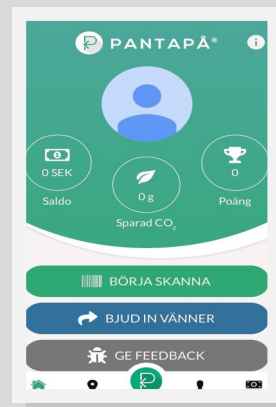 PANTAPÅ®
0 SEK
Saldo
0 g
Sparad CO₂
0
Poäng
BÖRJA SKANNA
BJUD IN VÄNNER
GE FEEDBACK